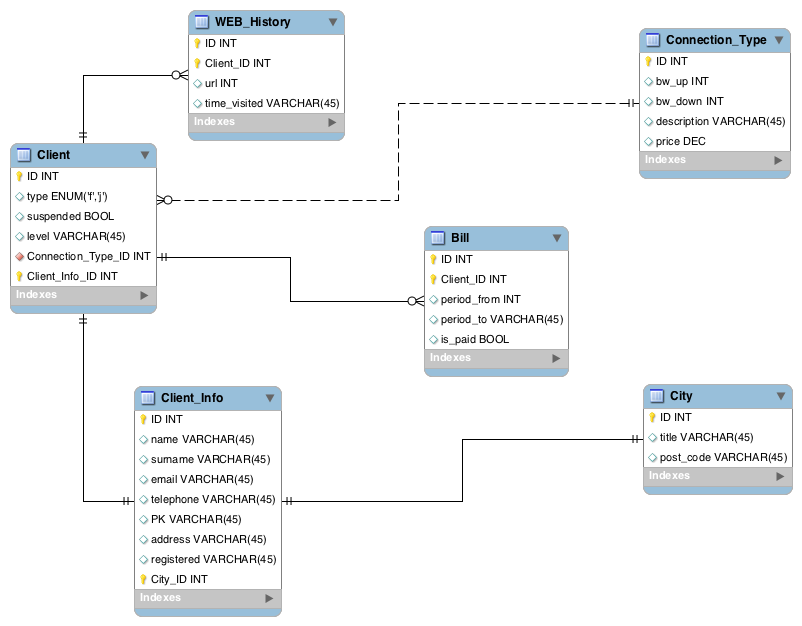 WEB_History
ID INT
Client_ID INT
url INT
time_visited VARCHAR(45)
Indexes
Connection_Type
ID INT
bw_up INT
bw_down INT
description VARCHAR(45)
price DEC
Indexes
Client
ID INT
type ENUM('f','j')
suspended BOOL
level VARCHAR(45)
Connection_Type_ID INT
Client_Info_ID INT
Indexes
Bill
ID INT
Client_ID INT
period_from INT
period_to VARCHAR(45)
is_paid BOOL
Indexes
Client_Info
ID INT
name VARCHAR(45)
surname VARCHAR(45)
email VARCHAR(45)
telephone VARCHAR(45)
PK VARCHAR(45)
address VARCHAR(45)
registered VARCHAR(45)
City_ID INT
Indexes
City
ID INT
title VARCHAR(45)
post_code VARCHAR(45)
Indexes